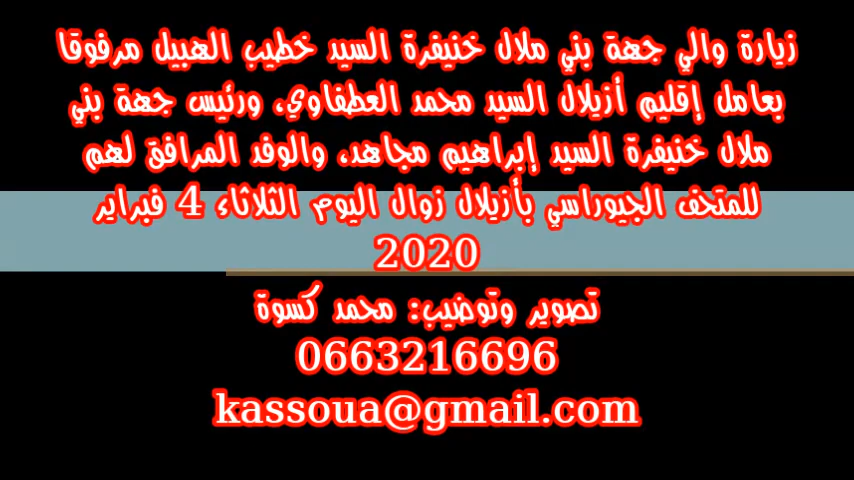 زيارة والي جهة بني ملال خنيفرة السيد خطيب الهبيل مرفوقا
بعامل إقليم أزيلال السيد محمد العطفاوي، ورئيس جهة بني
ملال خنيفرة السيد إبراهيم مجاهد، والوفد المرافق لهم
للمتحف الجيوراسي بأزيلال زوال اليوم الثلاثاء 4 فبراير
2020
تصوير وتوضيب: محمد كسوة
0663216696
kassoua@gmail.com